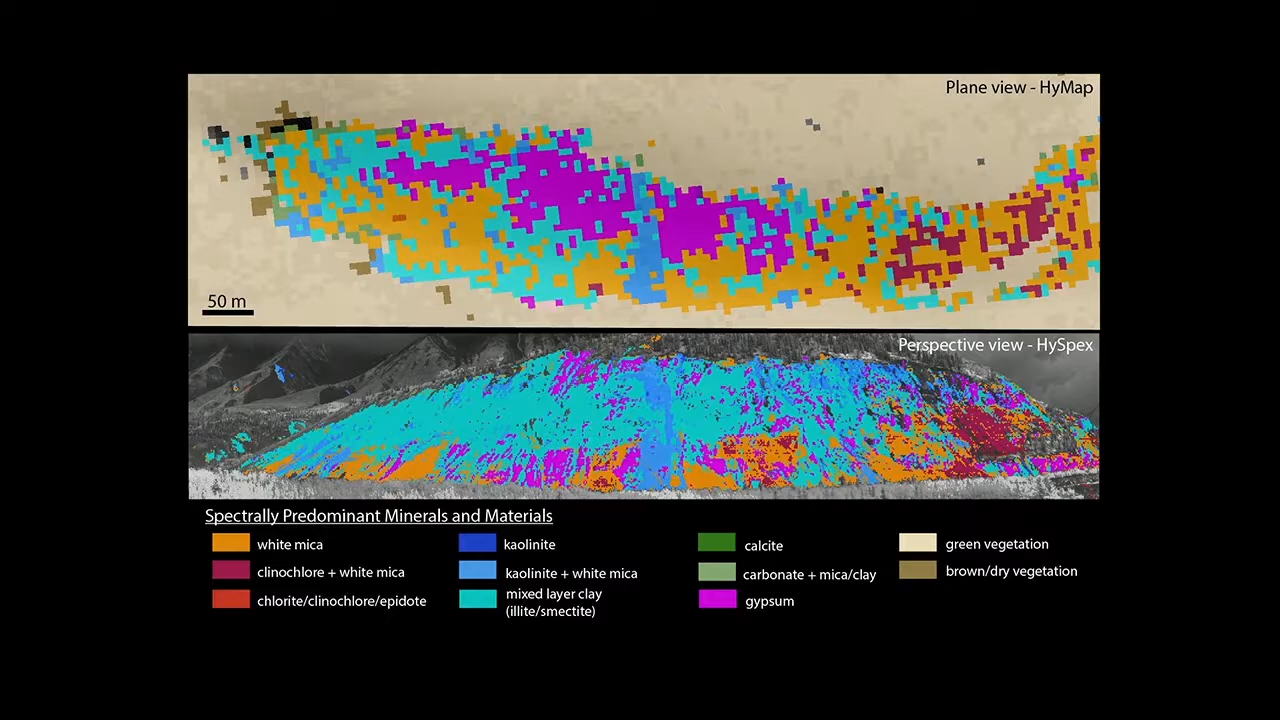 Plane view - HyMap
50 m
Perspective view - HySpex
Spectrally Predominant Minerals and Materials
white mica
clinochlore + white mica
chlorite/clinochlore/epidote
kaolinite
kaolinite + white mica
mixed layer clay
(illite/smectite)
calcite
carbonate + mica/clay
gypsum
green vegetation
brown/dry vegetation